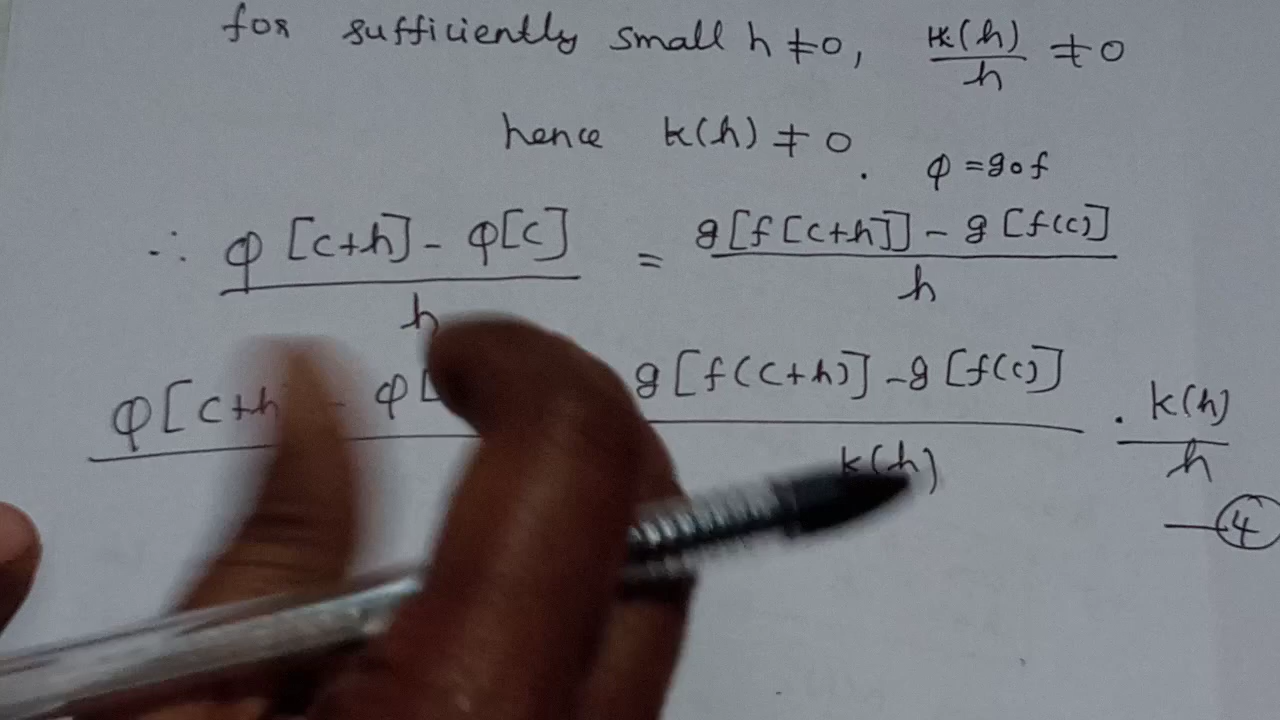 for sufficiently small h ≠ 0, k(h)/h ≠ 0
hence k(h) ≠ 0.
φ = g∘f
∴ φ[c+h] - φ[c] / h = g[f[c+h]] - g[f(c)] / h
φ[c+h - φ[ g[f(c+h)] - g[f(c)] / k(h) . k(h)/h
—④